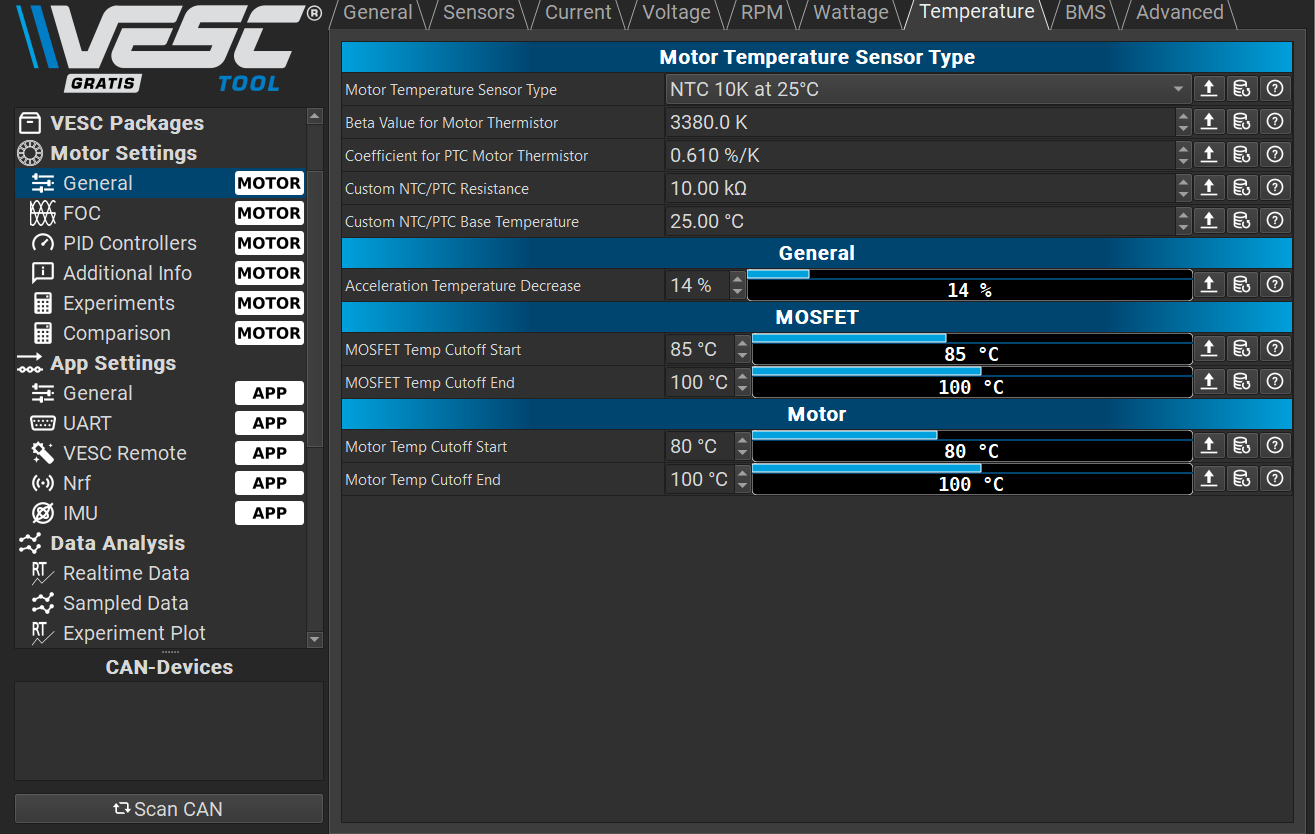 VESC®
GRATIS TOOL
VESC Packages
Motor Settings
General MOTOR
FOC MOTOR
PID Controllers MOTOR
Additional Info MOTOR
Experiments MOTOR
Comparison MOTOR
App Settings
General APP
UART APP
VESC Remote APP
Nrf APP
IMU APP
Data Analysis
RT Realtime Data
Sampled Data
RT Experiment Plot
CAN-Devices
Scan CAN
General Sensors Current Voltage RPM Wattage Temperature BMS Advanced
Motor Temperature Sensor Type
Motor Temperature Sensor Type NTC 10K at 25°C
Beta Value for Motor Thermistor 3380.0 K
Coefficient for PTC Motor Thermistor 0.610 %/K
Custom NTC/PTC Resistance 10.00 kΩ
Custom NTC/PTC Base Temperature 25.00 °C
General
Acceleration Temperature Decrease 14 % 14 %
MOSFET
MOSFET Temp Cutoff Start 85 °C 85 °C
MOSFET Temp Cutoff End 100 °C 100 °C
Motor
Motor Temp Cutoff Start 80 °C 80 °C
Motor Temp Cutoff End 100 °C 100 °C